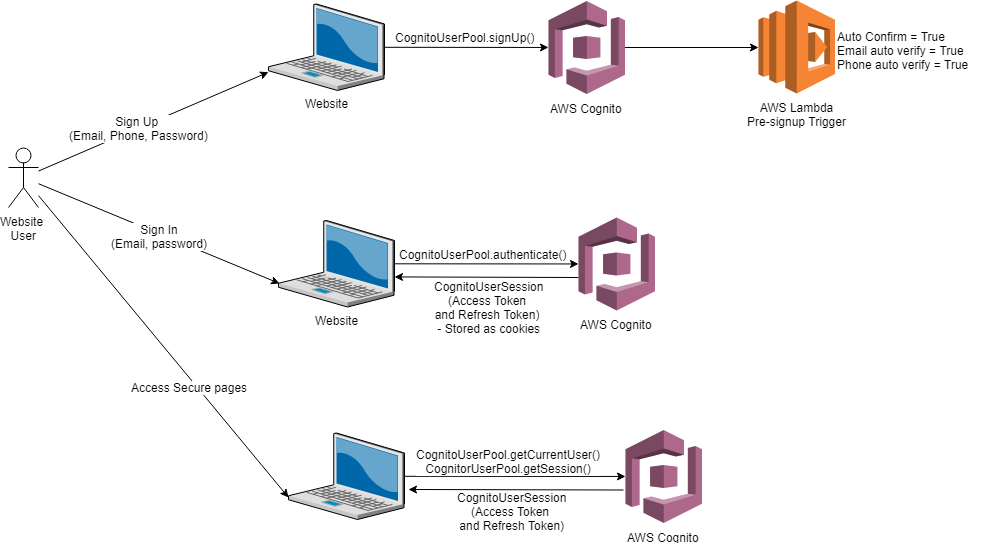 CognitoUserPool.signUp()
Auto Confirm = True
Email auto verify = True
Phone auto verify = True
Website
AWS Cognito
AWS Lambda
Pre-signup Trigger
Sign Up
(Email, Phone, Password)
Website
User
Sign In
(Email, password)
CognitoUserPool.authenticate()
CognitoUserSession
(Access Token
and Refresh Token)
- Stored as cookies
Website
AWS Cognito
Access Secure pages
CognitoUserPool.getCurrentUser()
CognitorUserPool.getSession()
CognitoUserSession
(Access Token
and Refresh Token)
AWS Cognito